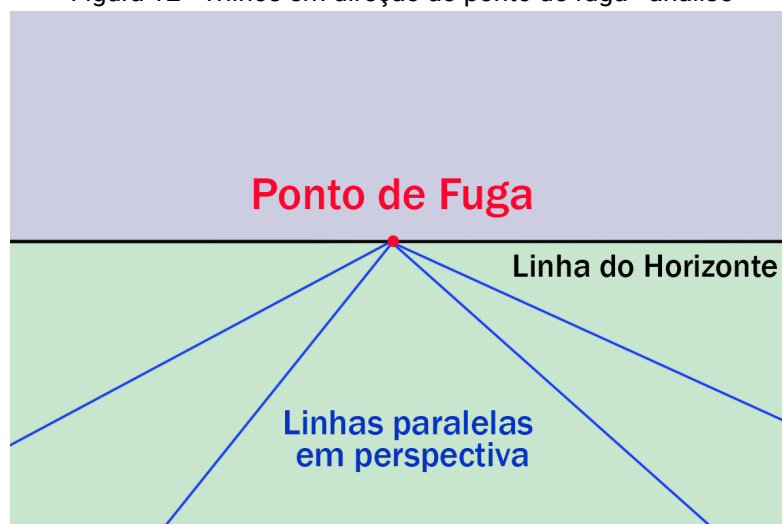 Ponto de Fuga
Linha do Horizonte
Linhas paralelas
em perspectiva